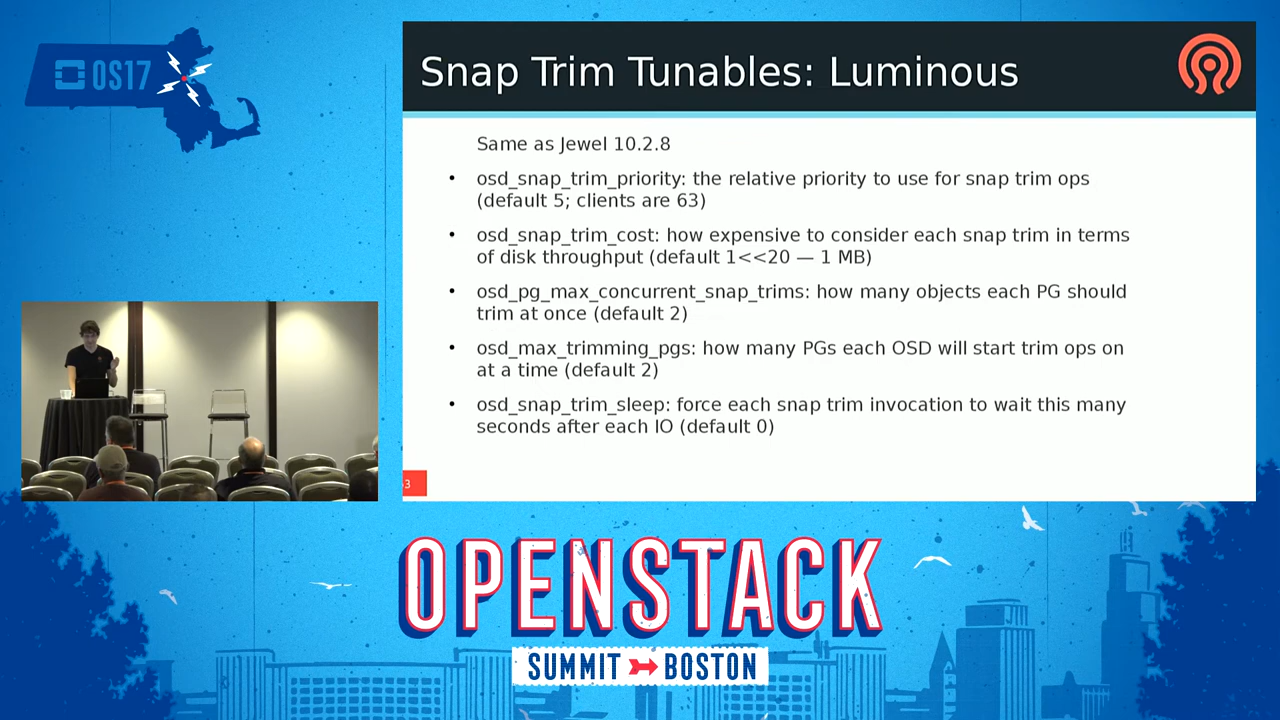 OS17
Snap Trim Tunables: Luminous
Same as Jewel 10.2.8
• osd_snap_trim_priority: the relative priority to use for snap trim ops
(default 5; clients are 63)
• osd_snap_trim_cost: how expensive to consider each snap trim in terms
of disk throughput (default 1<<20 — 1 MB)
• osd_pg_max_concurrent_snap_trims: how many objects each PG should
trim at once (default 2)
• osd_max_trimming_pgs: how many PGs each OSD will start trim ops on
at a time (default 2)
• osd_snap_trim_sleep: force each snap trim invocation to wait this many
seconds after each IO (default 0)
3
OPENSTACK
SUMMIT BOSTON